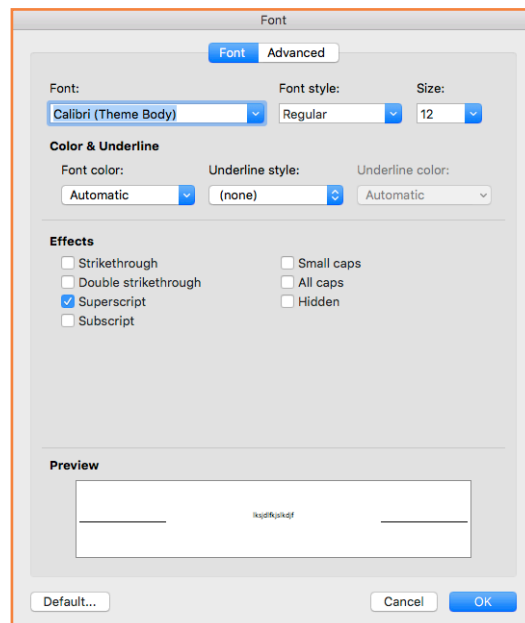 Font
Font Advanced
Font: Font style: Size:
Calibri (Theme Body) Regular 12
Color & Underline
Font color: Underline style: Underline color:
Automatic (none) Automatic
Effects
Strikethrough Small caps
Double strikethrough All caps
Superscript Hidden
Subscript
Preview
lksjdlfkjslkdjf
Default... Cancel OK